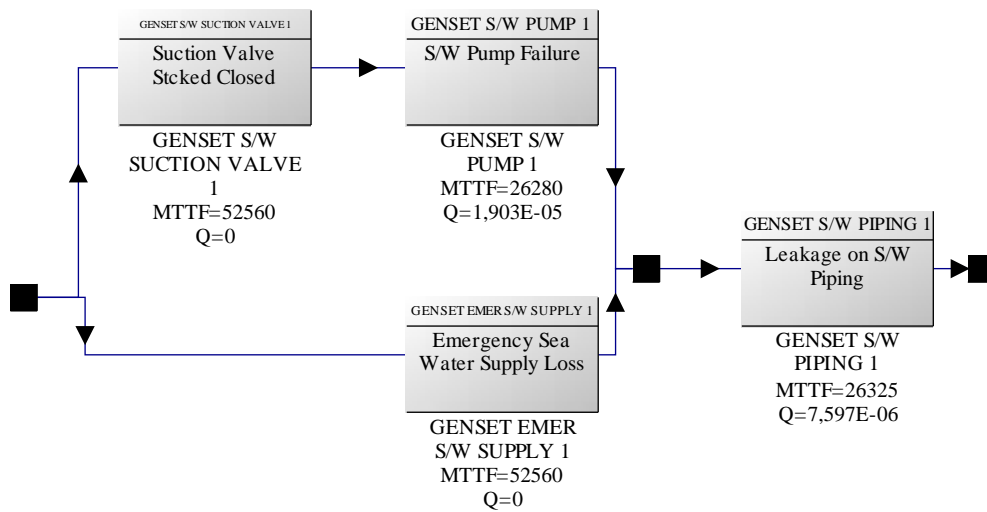 GENSET S/W SUCTION VALVE 1
Suction Valve
Stcked Closed
GENSET S/W
SUCTION VALVE
1
MTTF=52560
Q=0
GENSET S/W PUMP 1
S/W Pump Failure
GENSET S/W
PUMP 1
MTTF=26280
Q=1,903E-05
GENSET EMER S/W SUPPLY 1
Emergency Sea
Water Supply Loss
GENSET EMER
S/W SUPPLY 1
MTTF=52560
Q=0
GENSET S/W PIPING 1
Leakage on S/W
Piping
GENSET S/W
PIPING 1
MTTF=26325
Q=7,597E-06